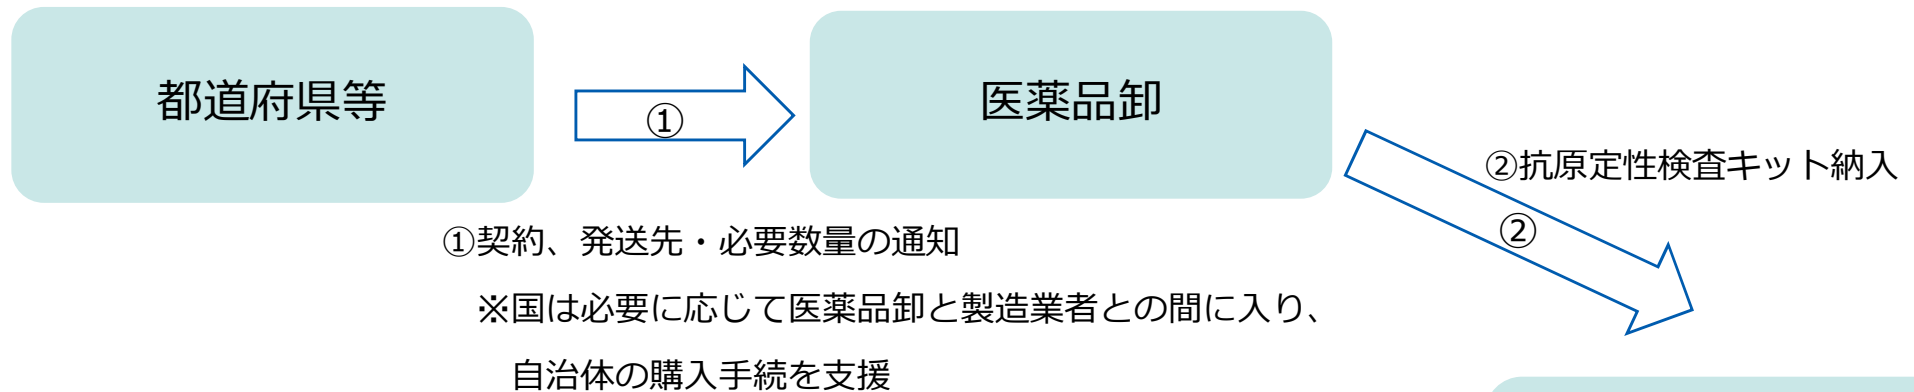 都道府県等
①
医薬品卸
②抗原定性検査キット納入
②
①契約、発送先・必要数量の通知
※国は必要に応じて医薬品卸と製造業者との間に入り、
自治体の購入手続を支援